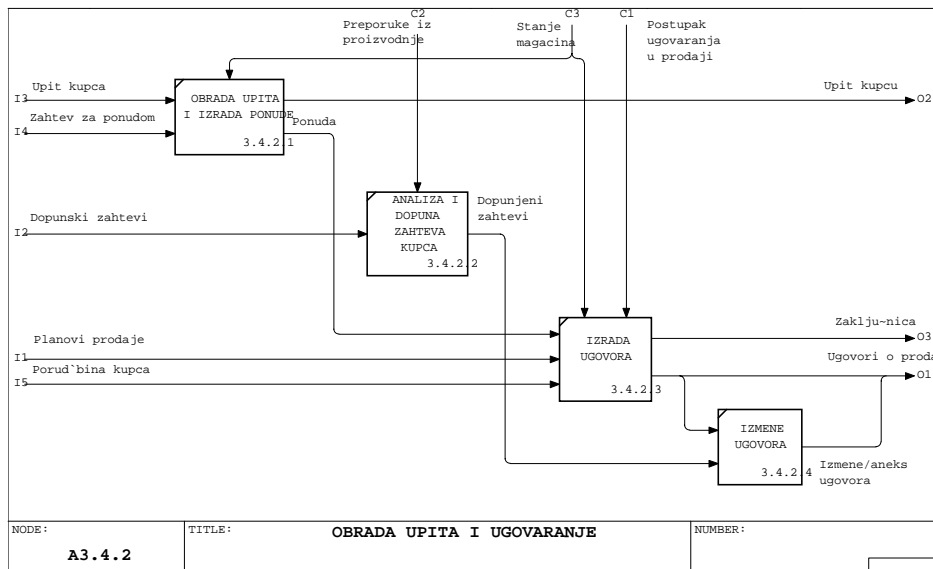 C2
C3
C1
Preporuke iz
proizvodnje
Stanje
magacina
Postupak
ugovaranja
u prodaji
I3
Upit kupca
OBRADA UPITA
I IZRADA PONUDE
3.4.2.1
Upit kupcu
O2
I4
Zahtev za ponudom
Ponuda
I2
Dopunski zahtevi
ANALIZA I
DOPUNA
ZAHTEVA
KUPCA
3.4.2.2
Dopunjeni
zahtevi
I1
Planovi prodaje
I5
Porud`bina kupca
IZRADA
UGOVORA
3.4.2.3
Zaklju~nica
O3
Ugovori o proda
O1
IZMENE
UGOVORA
3.4.2.4
Izmene/aneks
ugovora
NODE:
A3.4.2
TITLE:
OBRADA UPITA I UGOVARANJE
NUMBER: